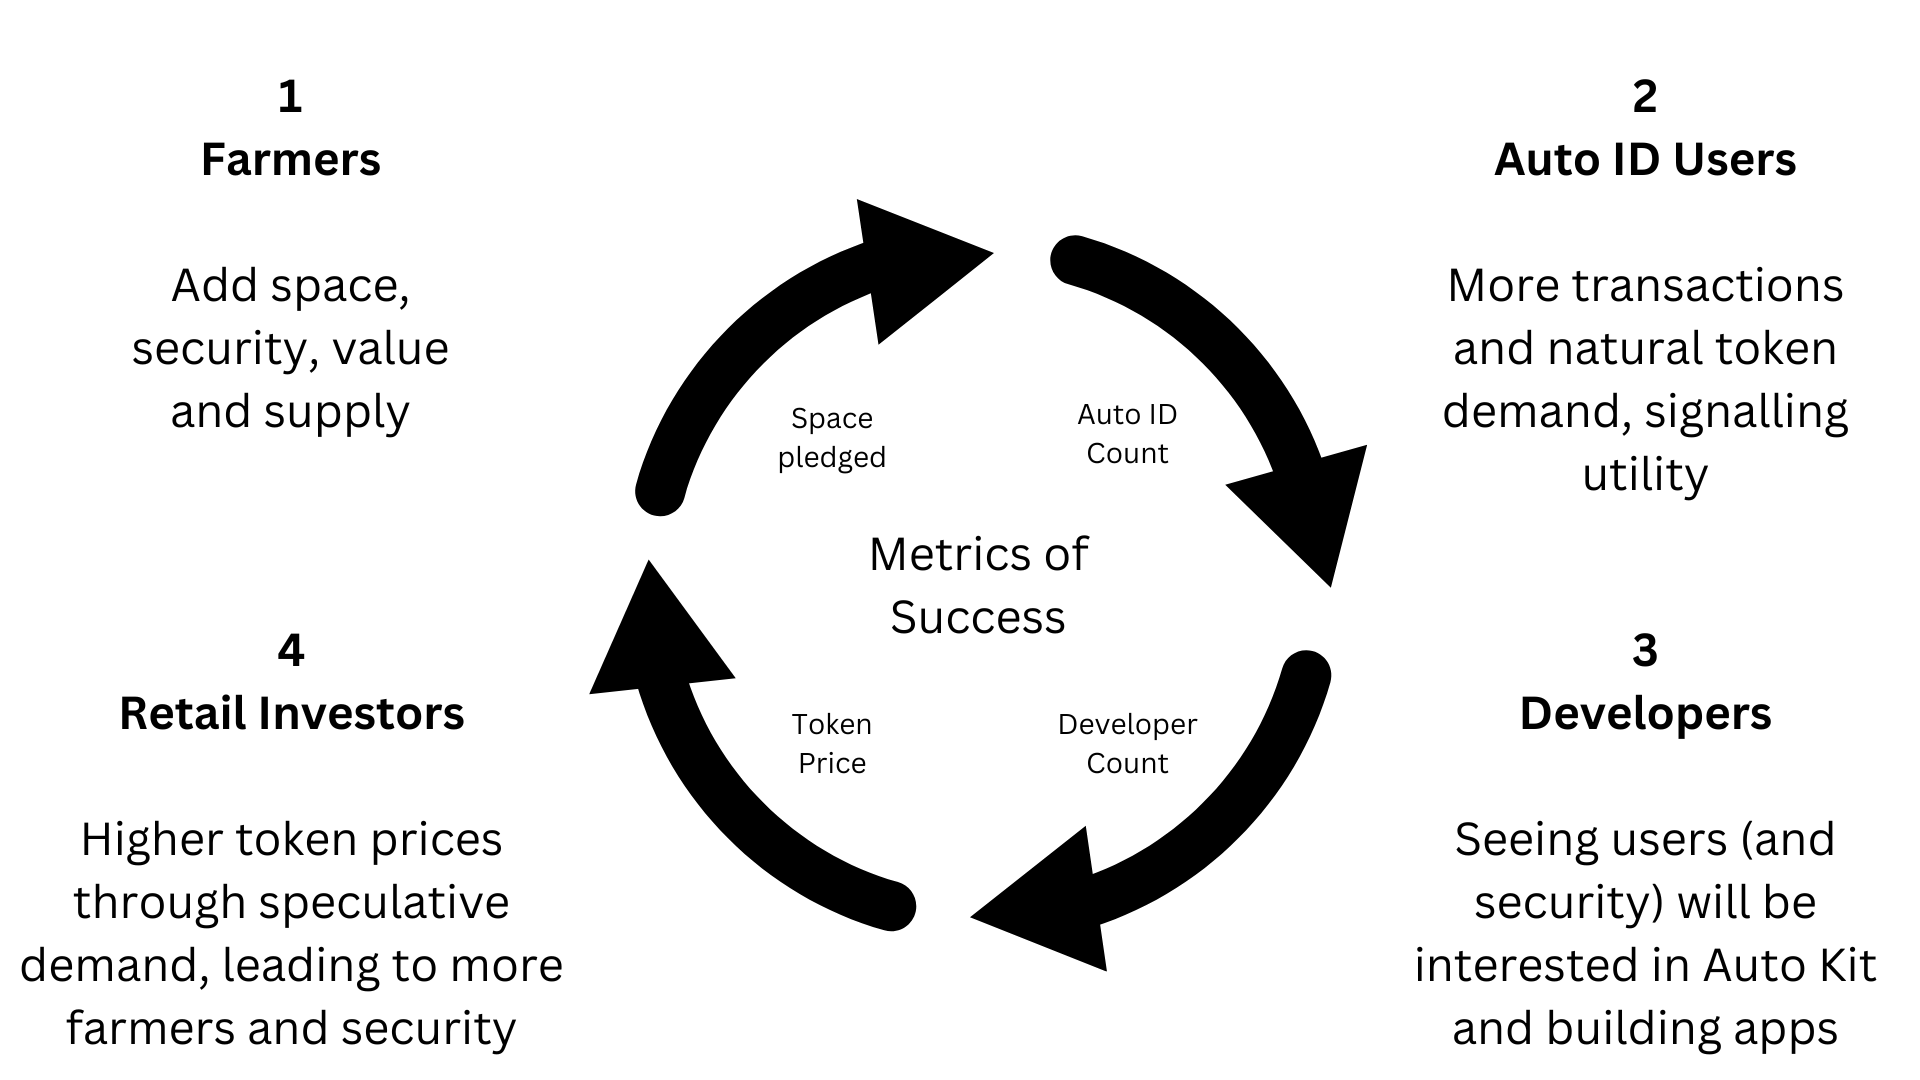 1
Farmers
Add space,
security, value
and supply
2
Auto ID Users
More transactions
and natural token
demand, signalling
utility
Space
pledged
Auto ID
Count
Metrics of
Success
Token
Price
Developer
Count
4
Retail Investors
Higher token prices
through speculative
demand, leading to more
farmers and security
3
Developers
Seeing users (and
security) will be
interested in Auto Kit
and building apps